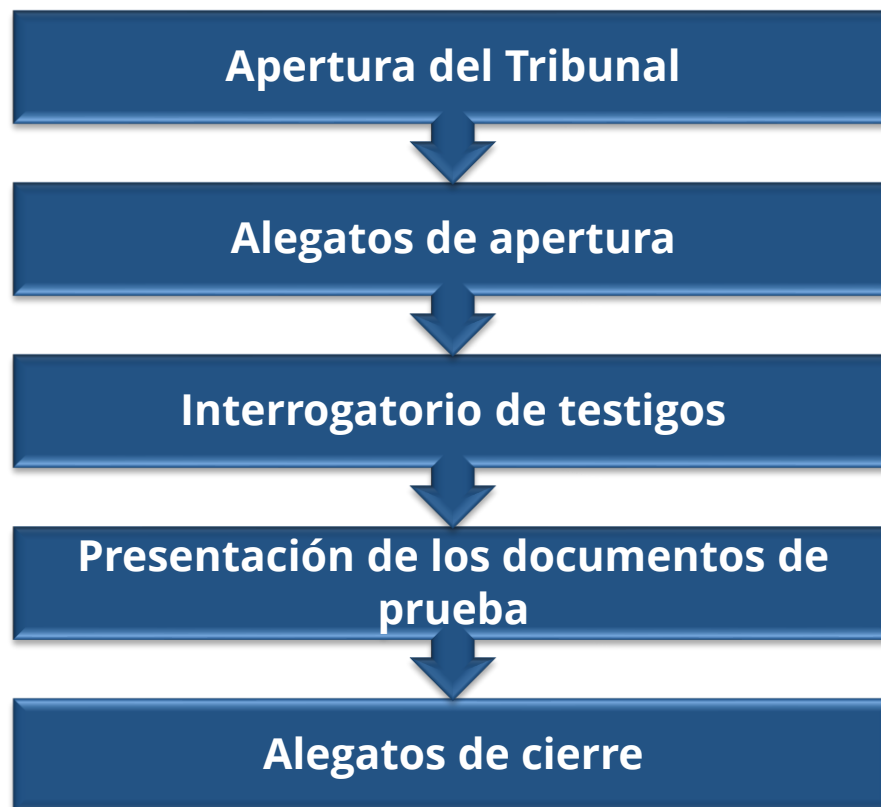 Apertura del Tribunal
Alegatos de apertura
Interrogatorio de testigos
Presentación de los documentos de
prueba
Alegatos de cierre